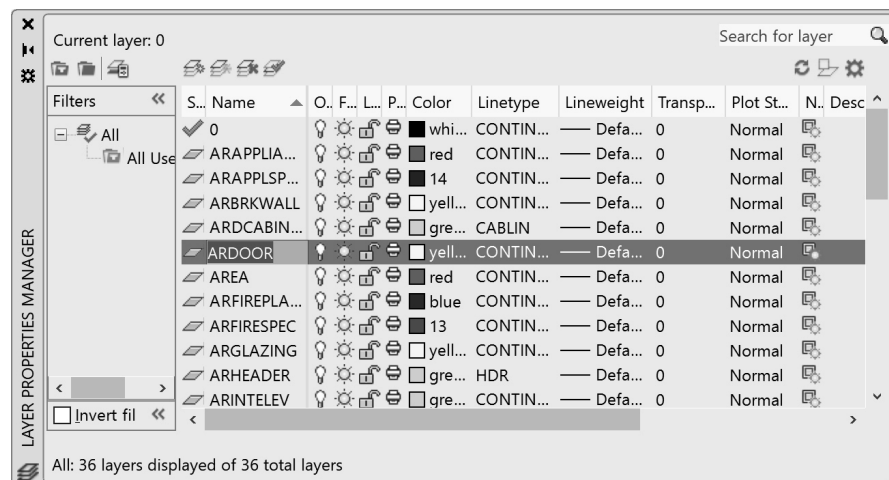 Current layer: 0
Search for layer
Filters
S... Name O.. F... L... P... Color Linetype Lineweight Transp... Plot St... N.. Desc
All
All Use
0 whi... CONTIN... Defa... 0 Normal
ARAPPLIA... red CONTIN... Defa... 0 Normal
ARAPPLSP... 14 CONTIN... Defa... 0 Normal
ARBRKWALL yell... CONTIN... Defa... 0 Normal
ARDCABIN... gre... CABLIN Defa... 0 Normal
ARDOOR yell... CONTIN... Defa... 0 Normal
AREA red CONTIN... Defa... 0 Normal
ARFIREPLA... blue CONTIN... Defa... 0 Normal
ARFIRESPEC 13 CONTIN... Defa... 0 Normal
ARGLAZING yell... CONTIN... Defa... 0 Normal
ARHEADER gre... HDR Defa... 0 Normal
ARINTELEV gre... CONTIN... Defa... 0 Normal
Invert fil
All: 36 layers displayed of 36 total layers
LAYER PROPERTIES MANAGER